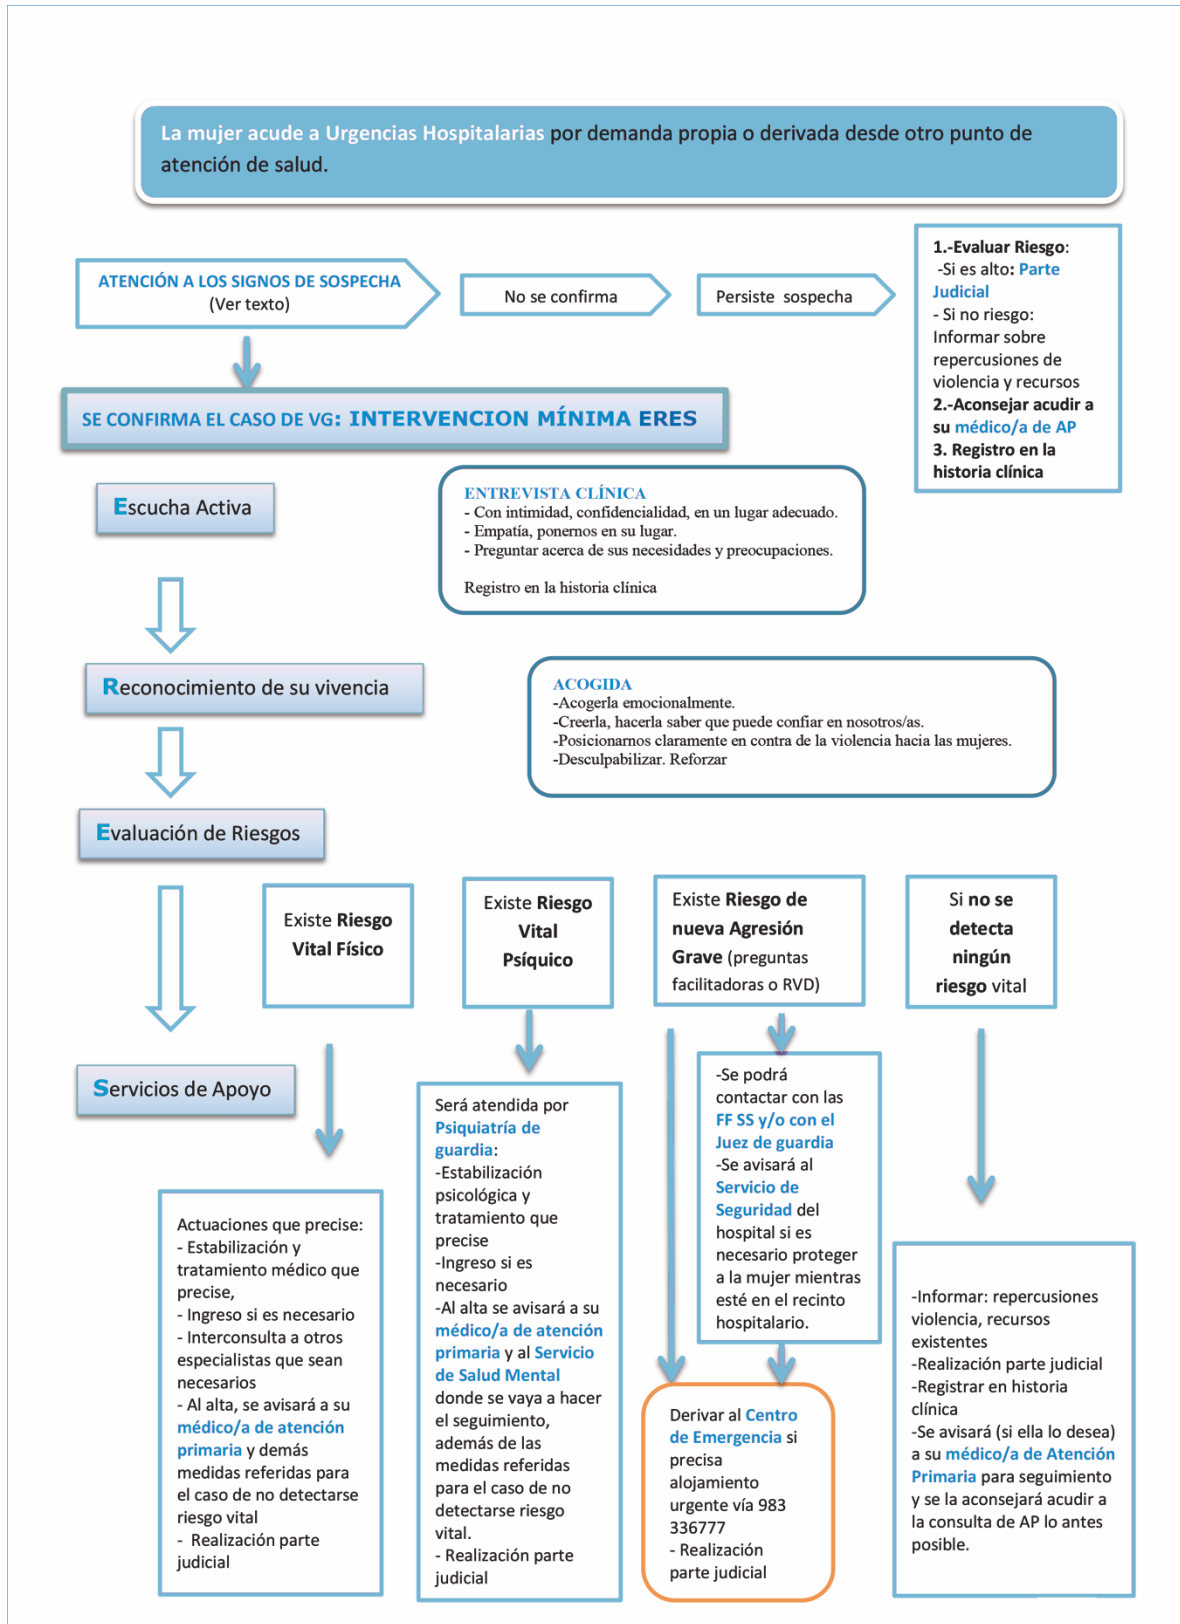 La mujer acude a Urgencias Hospitalarias por demanda propia o derivada desde otro punto de
atención de salud.
ATENCIÓN A LOS SIGNOS DE SOSPECHA
(Ver texto)
No se confirma
Persiste sospecha
1.-Evaluar Riesgo:
-Si es alto: Parte
Judicial
- Si no riesgo:
Informar sobre
repercusiones de
violencia y recursos
2.-Aconsejar acudir a
su médico/a de AP
3. Registro en la
historia clínica
SE CONFIRMA EL CASO DE VG: INTERVENCION MÍNIMA ERES
Escucha Activa
ENTREVISTA CLÍNICA
- Con intimidad, confidencialidad, en un lugar adecuado.
- Empatía, ponernos en su lugar.
- Preguntar acerca de sus necesidades y preocupaciones.
Registro en la historia clínica
Reconocimiento de su vivencia
ACOGIDA
-Acogerla emocionalmente.
-Creerla, hacerla saber que puede confiar en nosotros/as.
-Posicionarnos claramente en contra de la violencia hacia las mujeres.
-Desculpabilizar. Reforzar
Evaluación de Riesgos
Existe Riesgo
Vital Físico
Existe Riesgo
Vital
Psíquico
Existe Riesgo de
nueva Agresión
Grave (preguntas
facilitadoras o RVD)
Si no se
detecta
ningún
riesgo vital
Servicios de Apoyo
Actuaciones que precise:
- Estabilización y
tratamiento médico que
precise,
- Ingreso si es necesario
- Interconsulta a otros
especialistas que sean
necesarios
- Al alta, se avisará a su
médico/a de atención
primaria y demás
medidas referidas para
el caso de no detectarse
riesgo vital
- Realización parte
judicial
Será atendida por
Psiquiatría de
guardia:
-Estabilización
psicológica y
tratamiento que
precise
-Ingreso si es
necesario
-Al alta se avisará a su
médico/a de atención
primaria y al Servicio
de Salud Mental
donde se vaya a hacer
el seguimiento,
además de las
medidas referidas
para el caso de no
detectarse riesgo
vital.
- Realización parte
judicial
-Se podrá
contactar con las
FF SS y/o con el
Juez de guardia
-Se avisará al
Servicio de
Seguridad del
hospital si es
necesario proteger
a la mujer mientras
esté en el recinto
hospitalario.
Derivar al Centro
de Emergencia si
precisa
alojamiento
urgente vía 983
336777
- Realización
parte judicial
-Informar: repercusiones
violencia, recursos
existentes
-Realización parte judicial
-Registrar en historia
clínica
-Se avisará (si ella lo desea)
a su médico/a de Atención
Primaria para seguimiento
y se la aconsejará acudir a
la consulta de AP lo antes
posible.